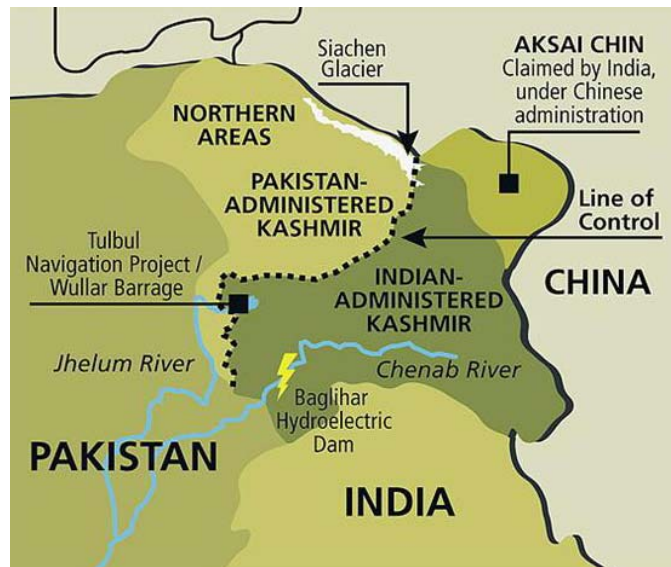 Siachen
Glacier
AKSAI CHIN
Claimed by India,
under Chinese
administration
NORTHERN
AREAS
PAKISTAN-
ADMINISTERED
KASHMIR
Line of
Control
Tulbul
Navigation Project /
Wullar Barrage
INDIAN-
ADMINISTERED
KASHMIR
CHINA
Jhelum River
Chenab River
Baglihar
Hydroelectric
Dam
PAKISTAN
INDIA